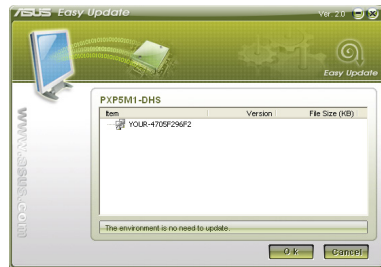 ASUS Easy Update
Ver. 2.0
Easy Update
www.asus.com
PXP5M1-DHS
Item Version File Size (KB)
YOUR-4705F296F2
The environment is no need to update.
Ok Cancel